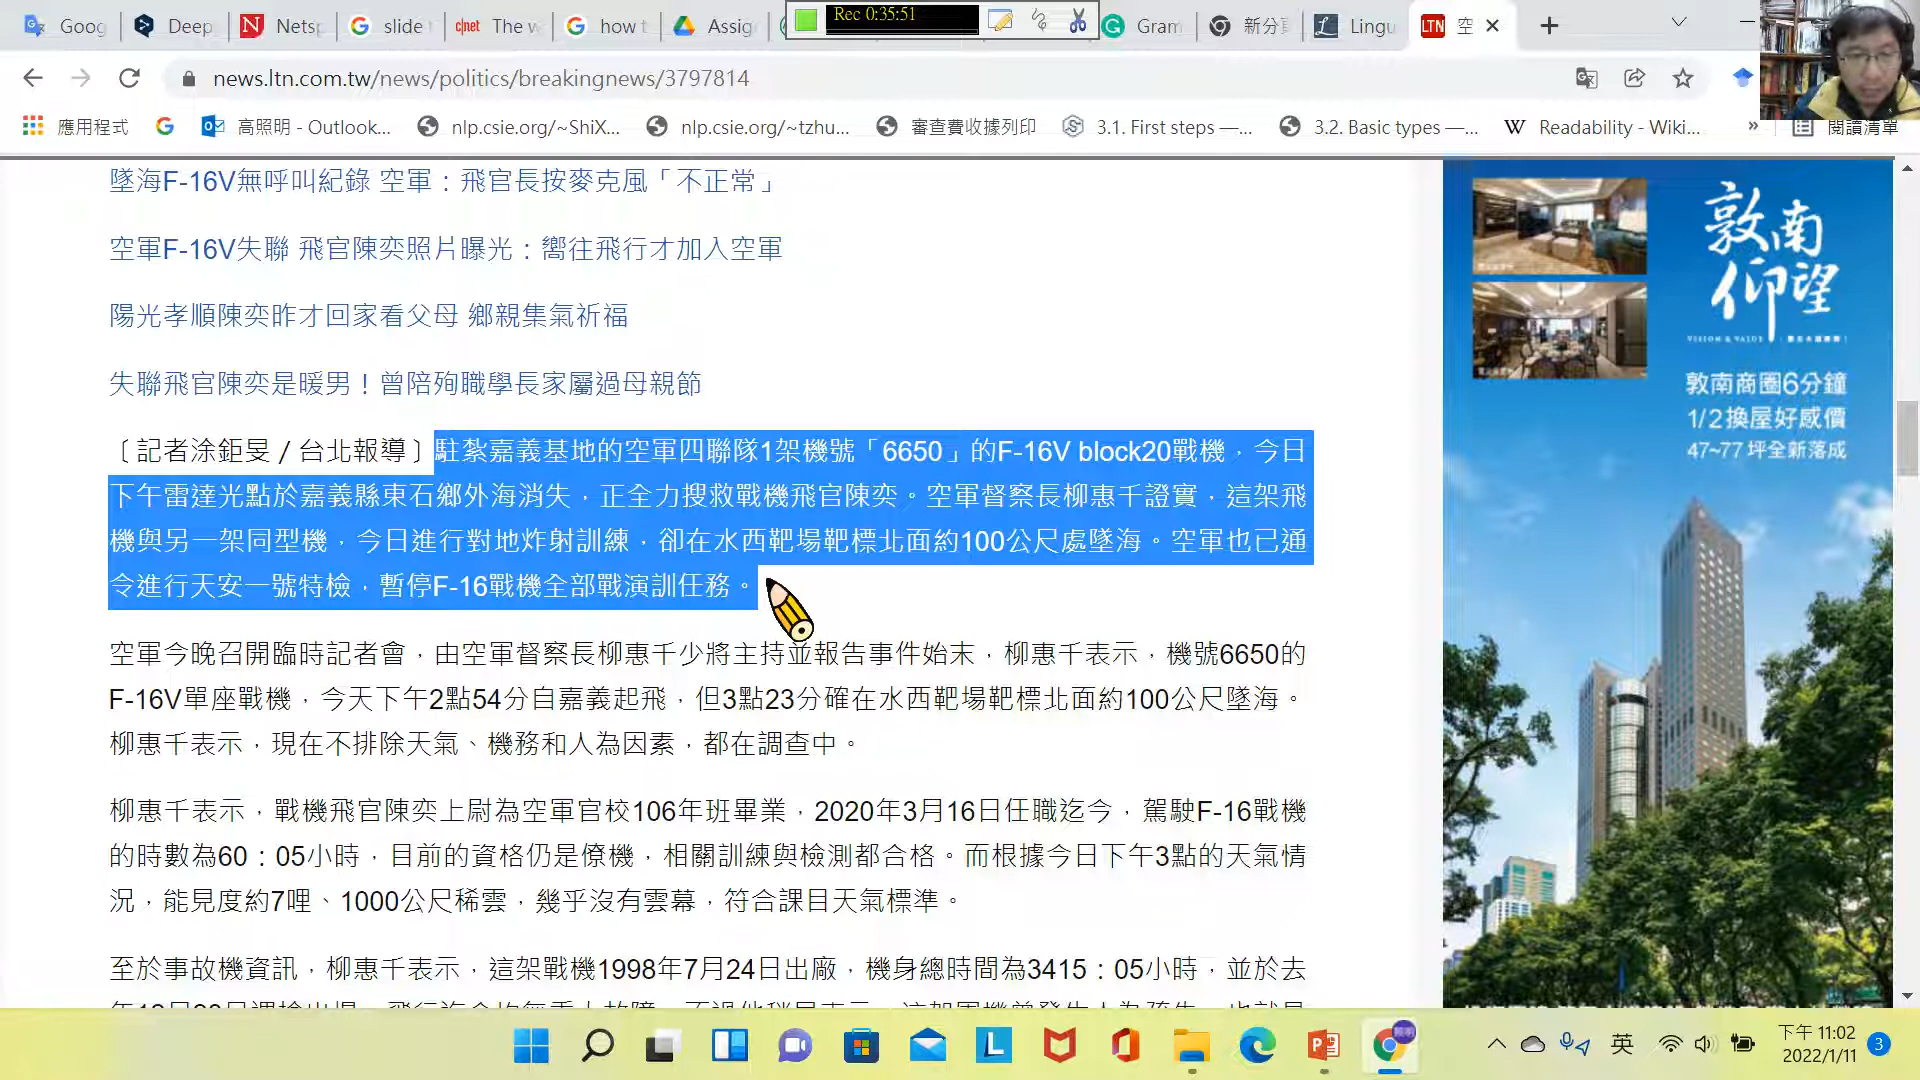 Goog
Deep
Netsp
slide
The w
how t
Assig
Rec 0:35:51
Gram
新分
Lingu
LTN 空
news.ltn.com.tw/news/politics/breakingnews/3797814
應用程式
高照明 - Outlook...
nlp.csie.org/~ShiX...
nlp.csie.org/~tzhu...
審查費收據列印
3.1. First steps —...
3.2. Basic types —...
W Readability - Wiki...
»
閱讀清單
墜海F-16V無呼叫紀錄 空軍：飛官長按麥克風「不正常」
空軍F-16V失聯 飛官陳奕照片曝光：嚮往飛行才加入空軍
陽光孝順陳奕昨才回家看父母 鄉親集氣祈福
失聯飛官陳奕是暖男！曾陪殉職學長家屬過母親節
〔記者涂鉅旻／台北報導〕駐紮嘉義基地的空軍四聯隊1架機號「6650」的F-16V block20戰機，今日
下午雷達光點於嘉義縣東石鄉外海消失，正全力搜救戰機飛官陳奕。空軍督察長柳惠千證實，這架飛
機與另一架同型機，今日進行對地炸射訓練，卻在水西靶場靶標北面約100公尺處墜海。空軍也已通
令進行天安一號特檢，暫停F-16戰機全部戰演訓任務。
空軍今晚召開臨時記者會，由空軍督察長柳惠千少將主持並報告事件始末，柳惠千表示，機號6650的
F-16V單座戰機，今天下午2點54分自嘉義起飛，但3點23分確在水西靶場靶標北面約100公尺墜海。
柳惠千表示，現在不排除天氣、機務和人為因素，都在調查中。
柳惠千表示，戰機飛官陳奕上尉為空軍官校106年班畢業，2020年3月16日任職迄今，駕駛F-16戰機
的時數為60：05小時，目前的資格仍是僚機，相關訓練與檢測都合格。而根據今日下午3點的天氣情
況，能見度約7哩、1000公尺稀雲，幾乎沒有雲幕，符合課目天氣標準。
至於事故機資訊，柳惠千表示，這架戰機1998年7月24日出廠，機身總時間為3415：05小時，並於去
敦南
仰望
敦南商圈6分鐘
1/2換屋好感價
47~77 坪全新落成
英
下午 11:02
2022/1/11
3